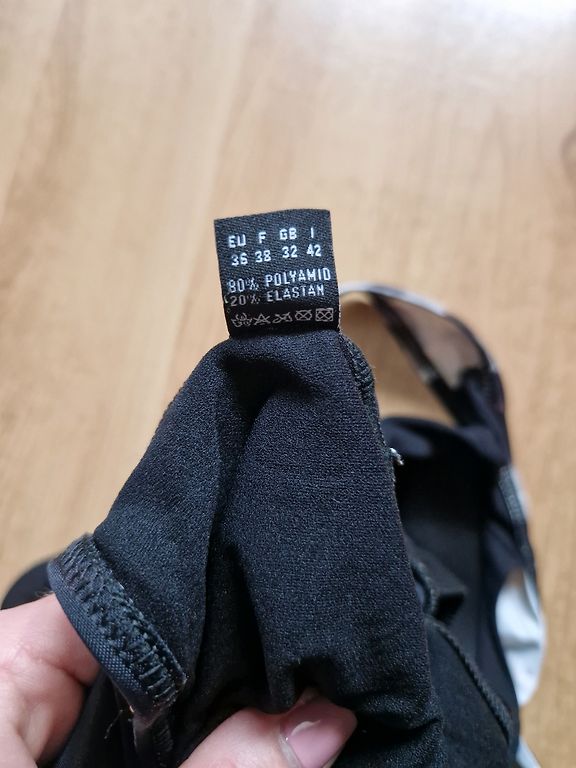 EU F GB I
36 38 32 42
80% POLYAMID
20% ELASTAN